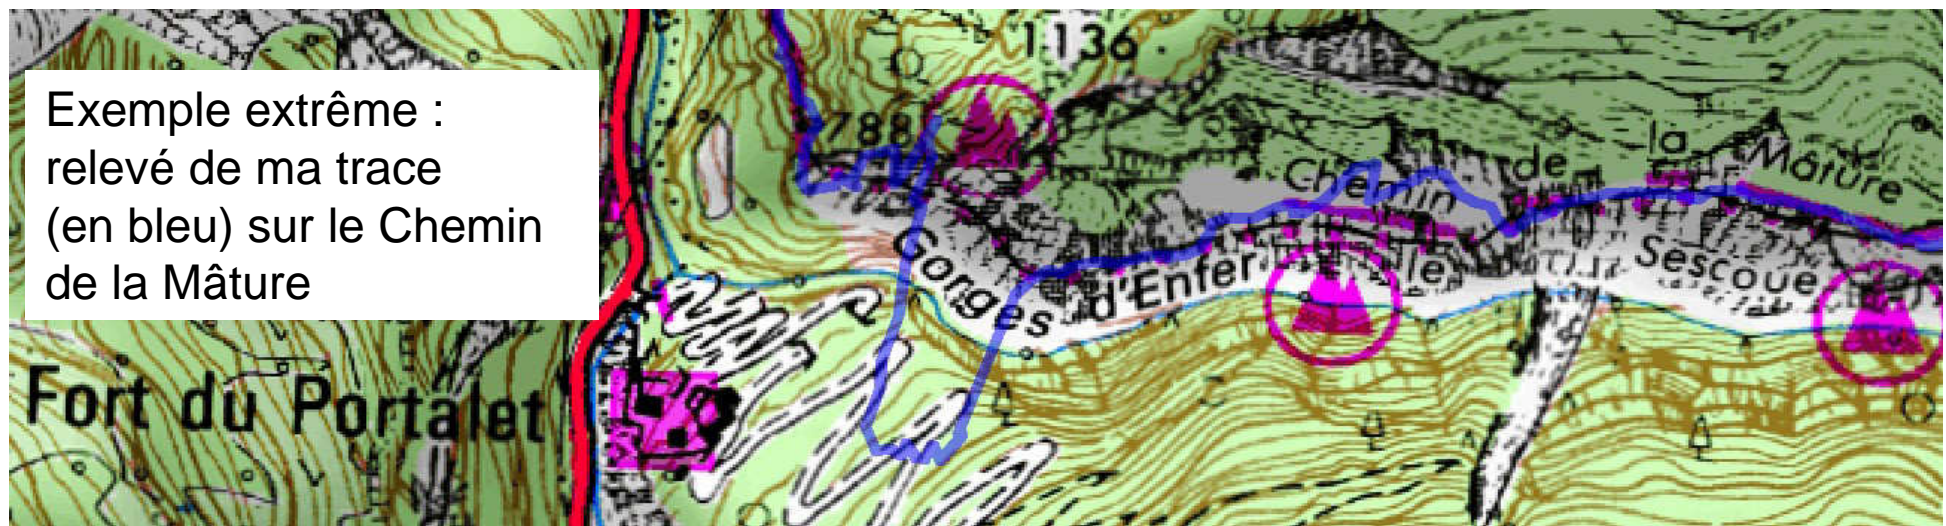 Exemple extrême :
relevé de ma trace
(en bleu) sur le Chemin
de la Mâture
1136
788
Chemin de la Mâture
Gorges d'Enfer
le Sescoue
Fort du Portalet